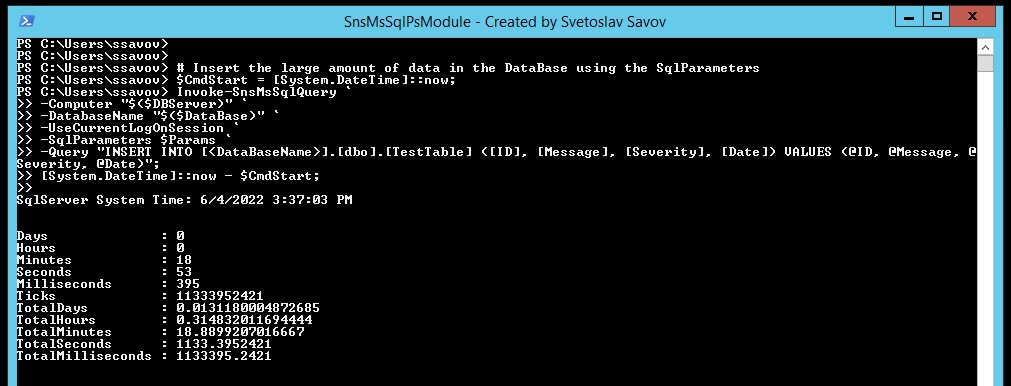 SnsMsSqlPsModule - Created by Svetoslav Savov
PS C:\Users\ssavov>
PS C:\Users\ssavov>
PS C:\Users\ssavov> # Insert the large amount of data in the DataBase using the SqlParameters
PS C:\Users\ssavov> $CmdStart = [System.DateTime]::now;
PS C:\Users\ssavov> Invoke-SnsMsSqlQuery `
>> -Computer "$($DBServer)" `
>> -DatabaseName "$($DataBase)" `
>> -UseCurrentLogOnSession `
>> -SqlParameters $Params `
>> -Query "INSERT INTO [<DataBaseName>].[dbo].[TestTable] ([ID], [Message], [Severity], [Date]) VALUES (@ID, @Message, @
Severity, @Date)";
>> [System.DateTime]::now - $CmdStart;
>>
SqlServer System Time: 6/4/2022 3:37:03 PM
Days : 0
Hours : 0
Minutes : 18
Seconds : 53
Milliseconds : 395
Ticks : 11333952421
TotalDays : 0.0131180004872685
TotalHours : 0.314832011694444
TotalMinutes : 18.8899207016667
TotalSeconds : 1133.3952421
TotalMilliseconds : 1133395.2421